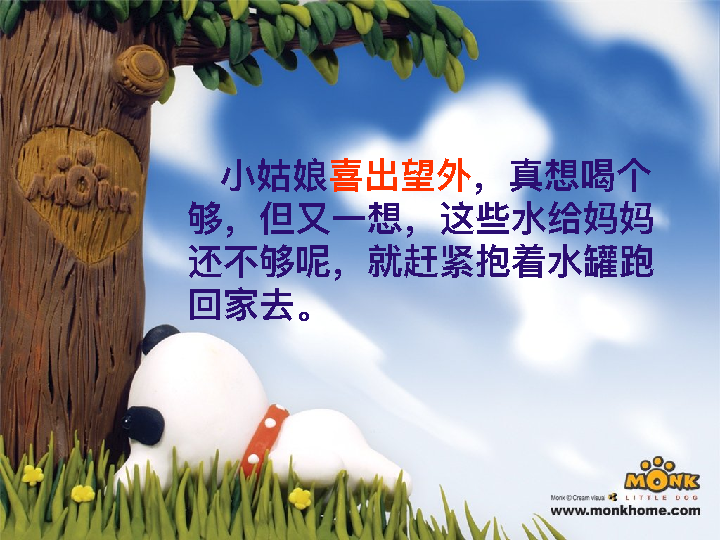 小姑娘喜出望外，真想喝个
够，但又一想，这些水给妈妈
还不够呢，就赶紧抱着水罐跑
回家去。
MONK
MONK
LITTLE DOG
Monk © Cream visual
www.monkhome.com